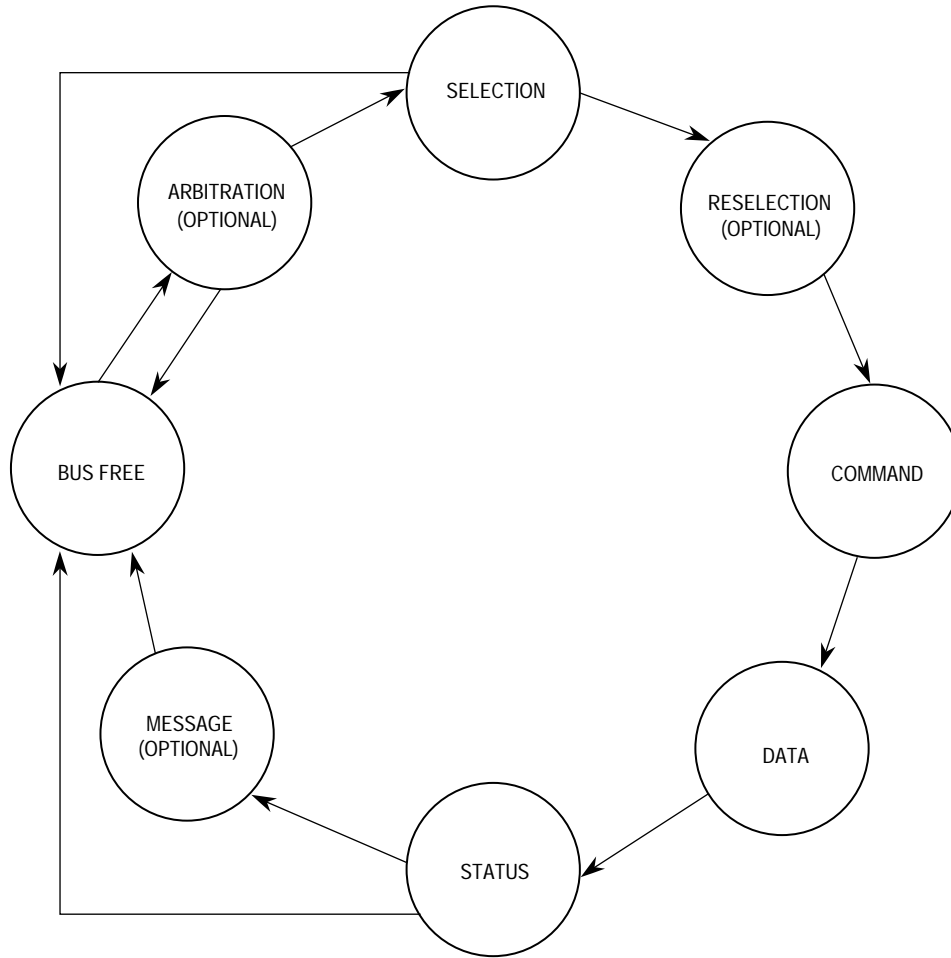 SELECTION
ARBITRATION
(OPTIONAL)
RESELECTION
(OPTIONAL)
BUS FREE
COMMAND
MESSAGE
(OPTIONAL)
DATA
STATUS